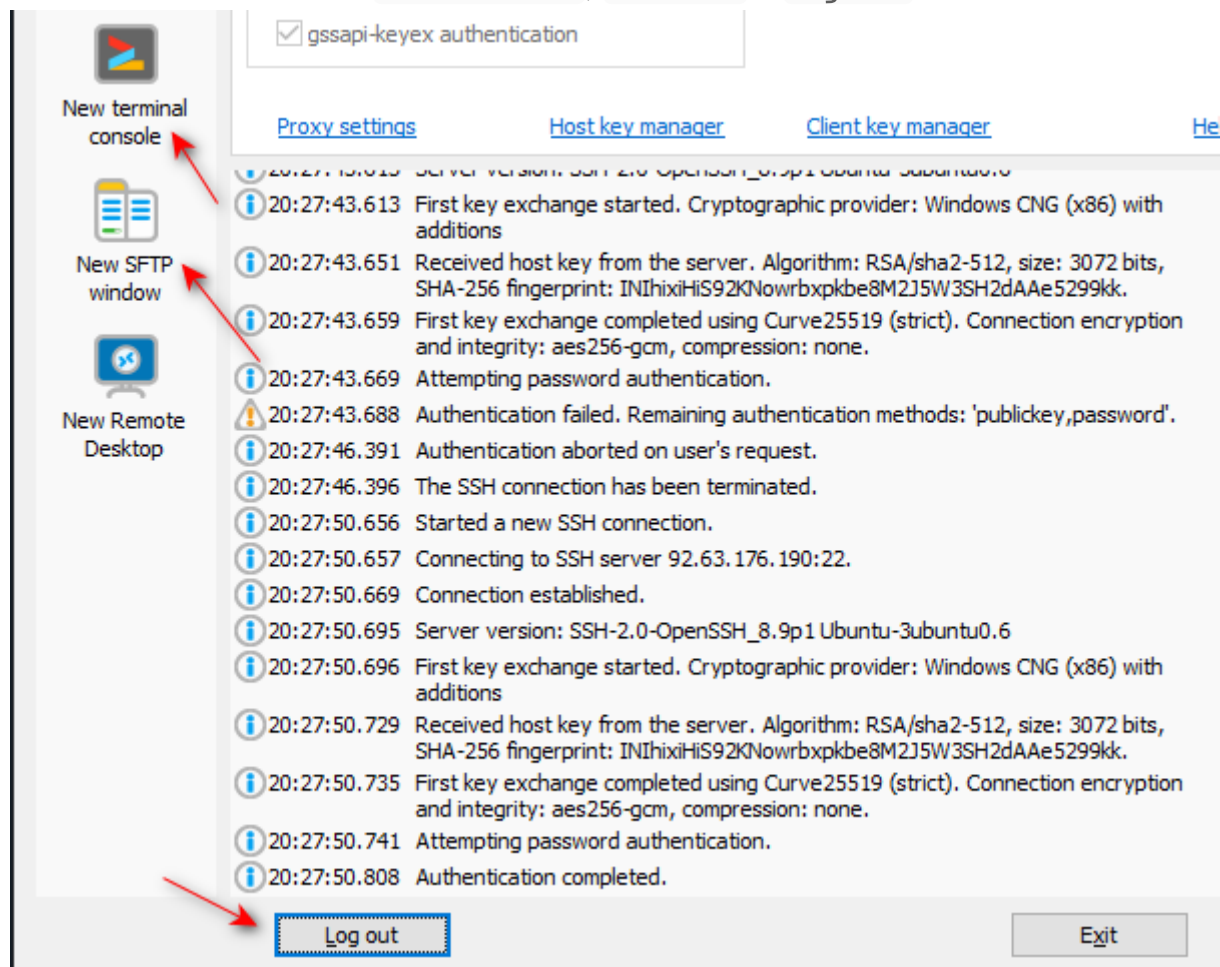 gssapi-keyex authentication
New terminal
console
Proxy settings
Host key manager
Client key manager
New SFTP
window
New Remote
Desktop
20:27:43.613 First key exchange started. Cryptographic provider: Windows CNG (x86) with
additions
20:27:43.651 Received host key from the server. Algorithm: RSA/sha2-512, size: 3072 bits,
SHA-256 fingerprint: INIhixiHiS92KNowrbxpkbe8M2J5W3SH2dAAe5299kk.
20:27:43.659 First key exchange completed using Curve25519 (strict). Connection encryption
and integrity: aes256-gcm, compression: none.
20:27:43.669 Attempting password authentication.
20:27:43.688 Authentication failed. Remaining authentication methods: 'publickey,password'.
20:27:46.391 Authentication aborted on user's request.
20:27:46.396 The SSH connection has been terminated.
20:27:50.656 Started a new SSH connection.
20:27:50.657 Connecting to SSH server 92.63.176.190:22.
20:27:50.669 Connection established.
20:27:50.695 Server version: SSH-2.0-OpenSSH_8.9p1 Ubuntu-3ubuntu0.6
20:27:50.696 First key exchange started. Cryptographic provider: Windows CNG (x86) with
additions
20:27:50.729 Received host key from the server. Algorithm: RSA/sha2-512, size: 3072 bits,
SHA-256 fingerprint: INIhixiHiS92KNowrbxpkbe8M2J5W3SH2dAAe5299kk.
20:27:50.735 First key exchange completed using Curve25519 (strict). Connection encryption
and integrity: aes256-gcm, compression: none.
20:27:50.741 Attempting password authentication.
20:27:50.808 Authentication completed.
Log out
Exit